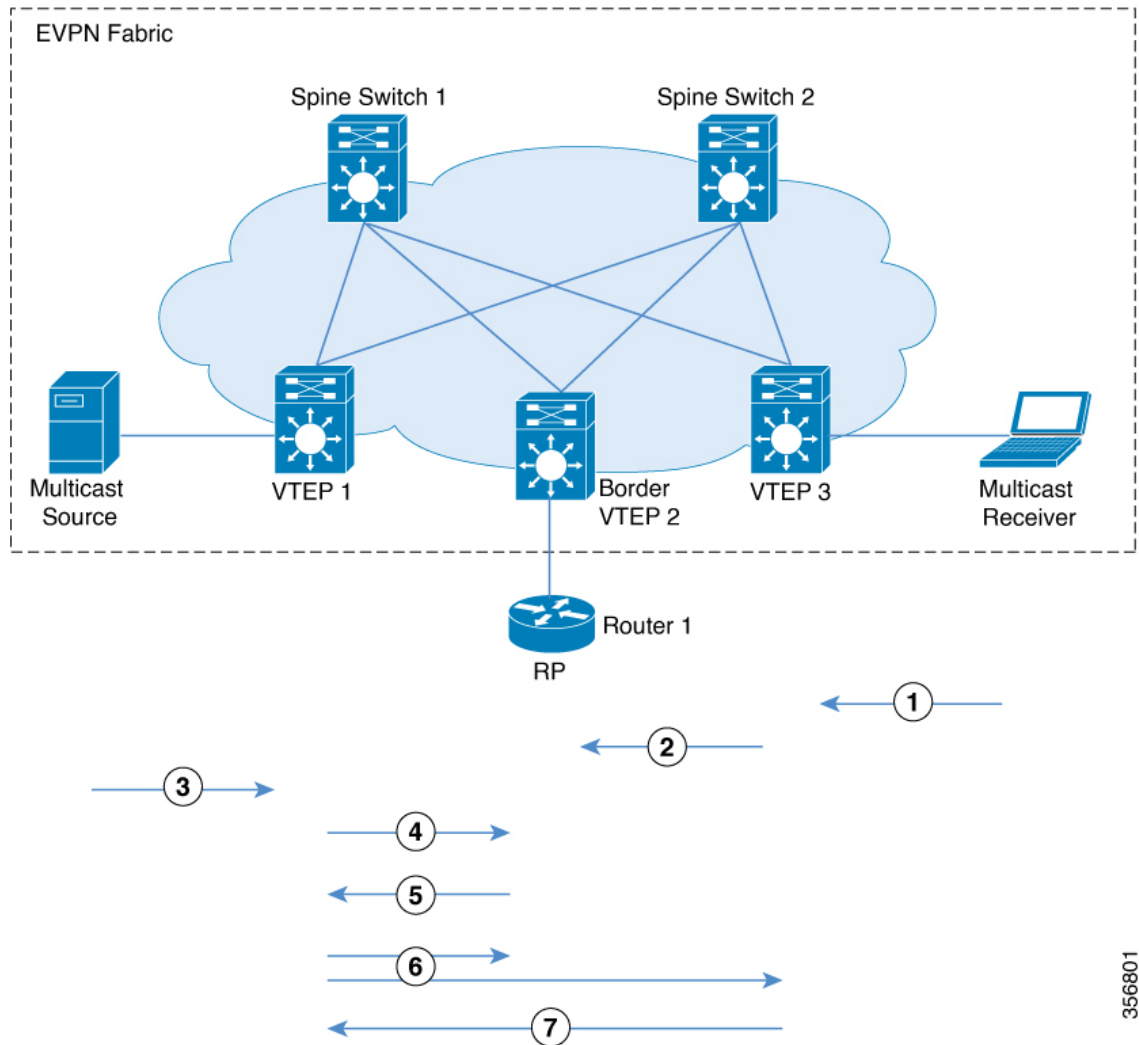 EVPN Fabric
Spine Switch 1
Spine Switch 2
Multicast
Source
VTEP 1
Border
VTEP 2
VTEP 3
Multicast
Receiver
Router 1
RP
1
2
3
4
5
6
7
356801